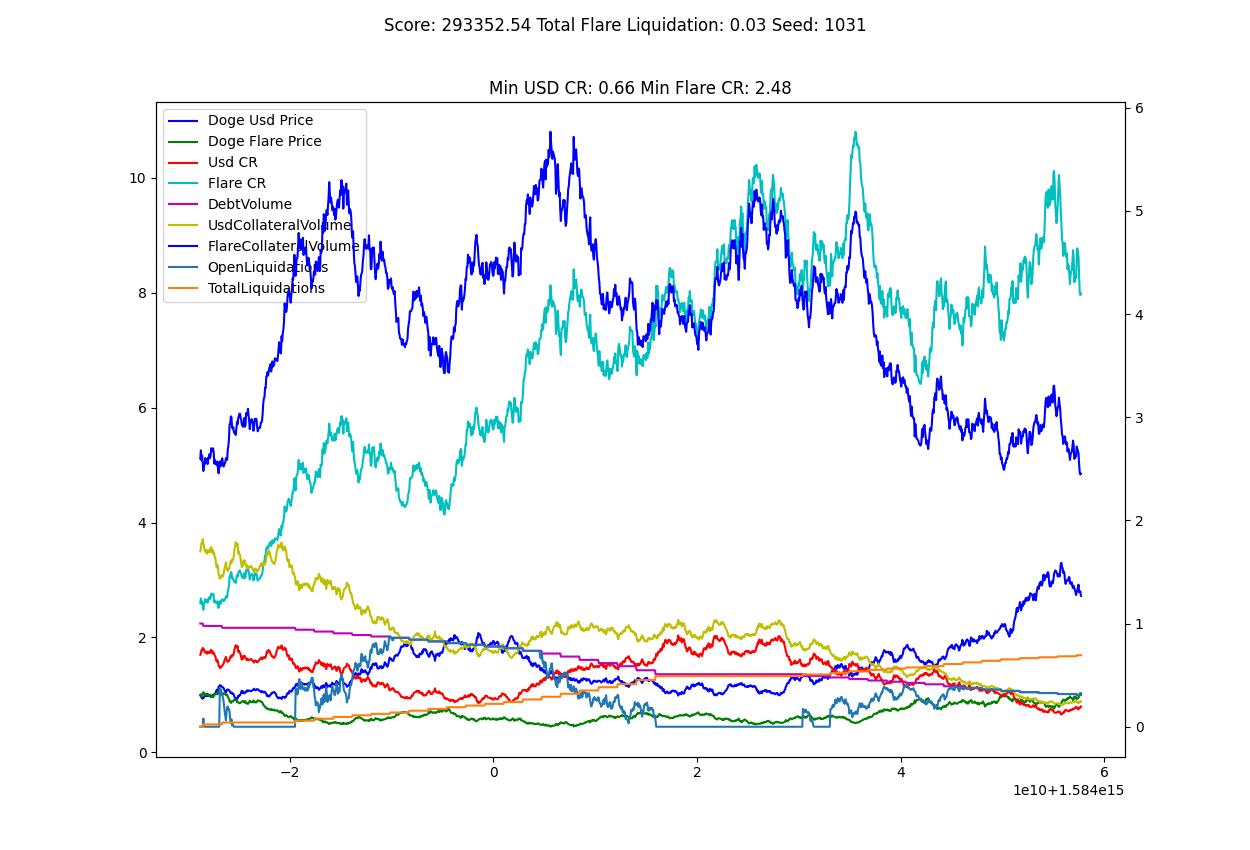 Score: 293352.54 Total Flare Liquidation: 0.03 Seed: 1031
Min USD CR: 0.66 Min Flare CR: 2.48
Doge Usd Price
Doge Flare Price
Usd CR
Flare CR
DebtVolume
UsdCollateralVolume
FlareCollateralVolume
OpenLiquidations
TotalLiquidations
10
8
6
4
2
0
6
5
4
3
2
1
0
−2
0
2
4
6
1e10+1.584e15